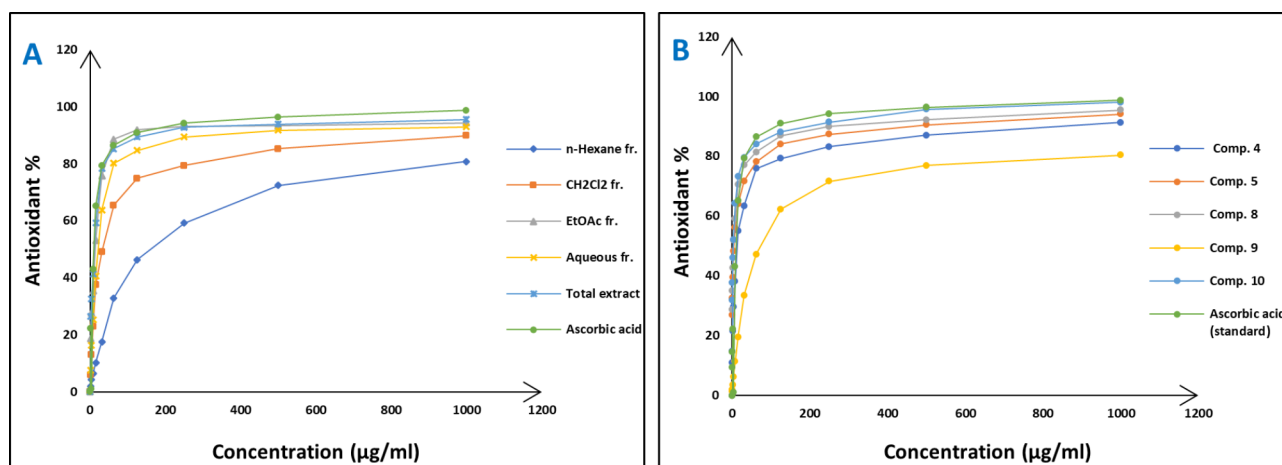 A
Antioxidant %
120
100
80
60
40
20
0
0
200
400
600
800
1000
1200
Concentration (µg/ml)
n-Hexane fr.
CH2Cl2 fr.
EtOAc fr.
Aqueous fr.
Total extract
Ascorbic acid
B
Antioxidant %
120
100
80
60
40
20
0
0
200
400
600
800
1000
1200
Concentration (µg/ml)
Comp. 4
Comp. 5
Comp. 8
Comp. 9
Comp. 10
Ascorbic acid
(standard)